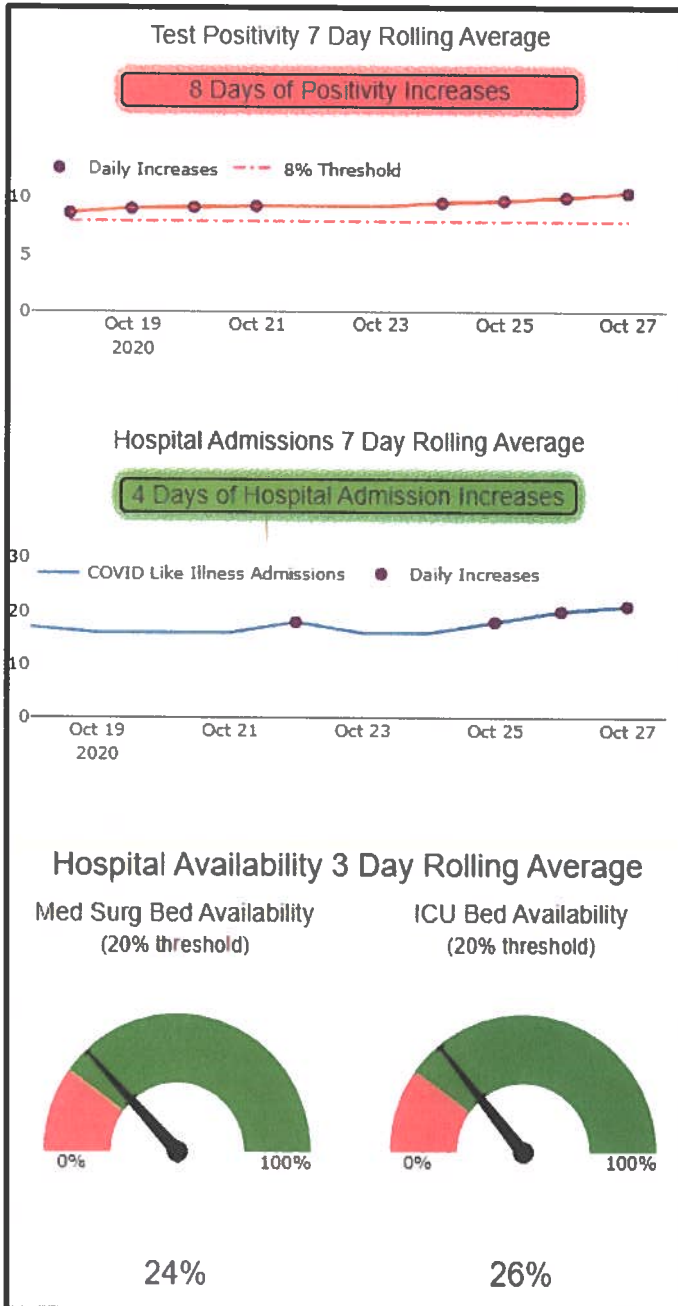 Test Positivity 7 Day Rolling Average
8 Days of Positivity Increases
Daily Increases 8% Threshold
10
5
0
Oct 19 Oct 21 Oct 23 Oct 25 Oct 27
2020
Hospital Admissions 7 Day Rolling Average
4 Days of Hospital Admission Increases
30
COVID Like Illness Admissions Daily Increases
20
10
0
Oct 19 Oct 21 Oct 23 Oct 25 Oct 27
2020
Hospital Availability 3 Day Rolling Average
Med Surg Bed Availability ICU Bed Availability
(20% threshold) (20% threshold)
0% 100% 0% 100%
24% 26%